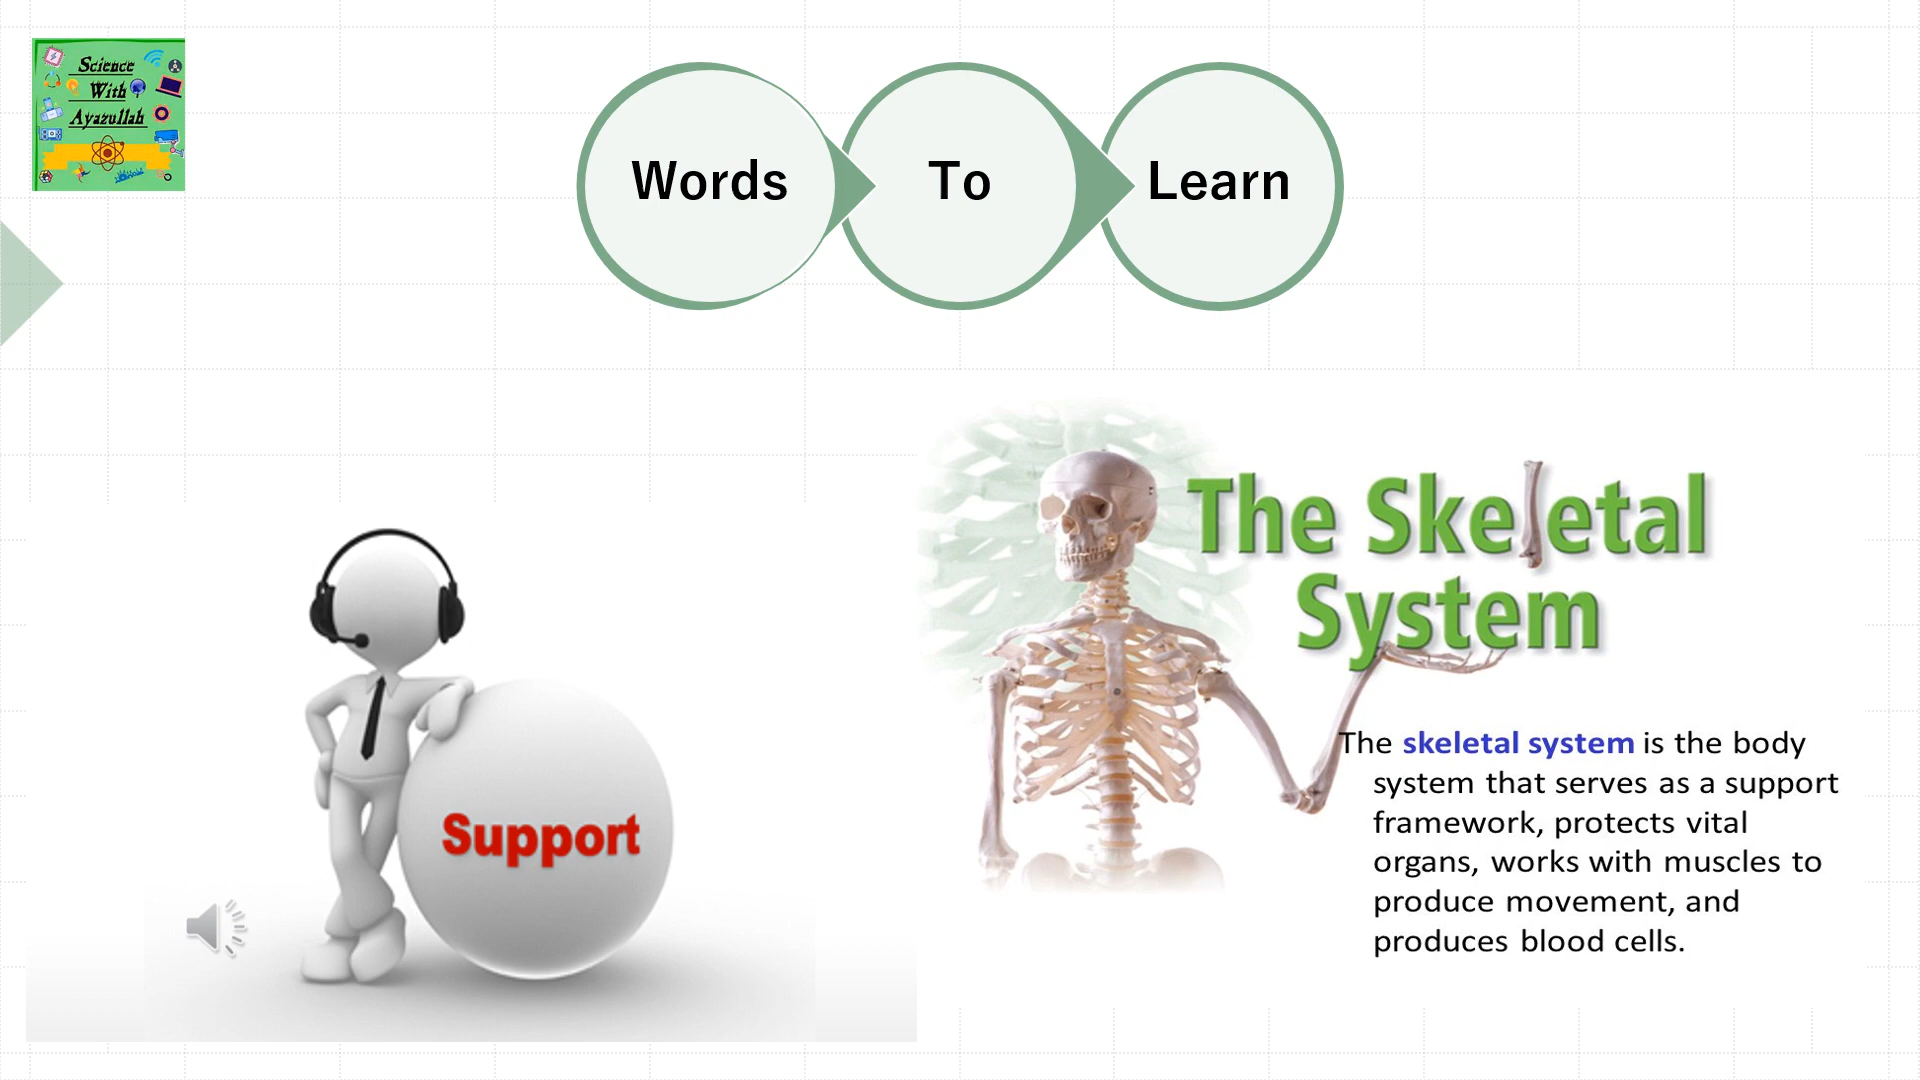 Science
With
Ayazullah
Words To Learn
The Skeletal
System
Support
The skeletal system is the body
system that serves as a support
framework, protects vital
organs, works with muscles to
produce movement, and
produces blood cells.